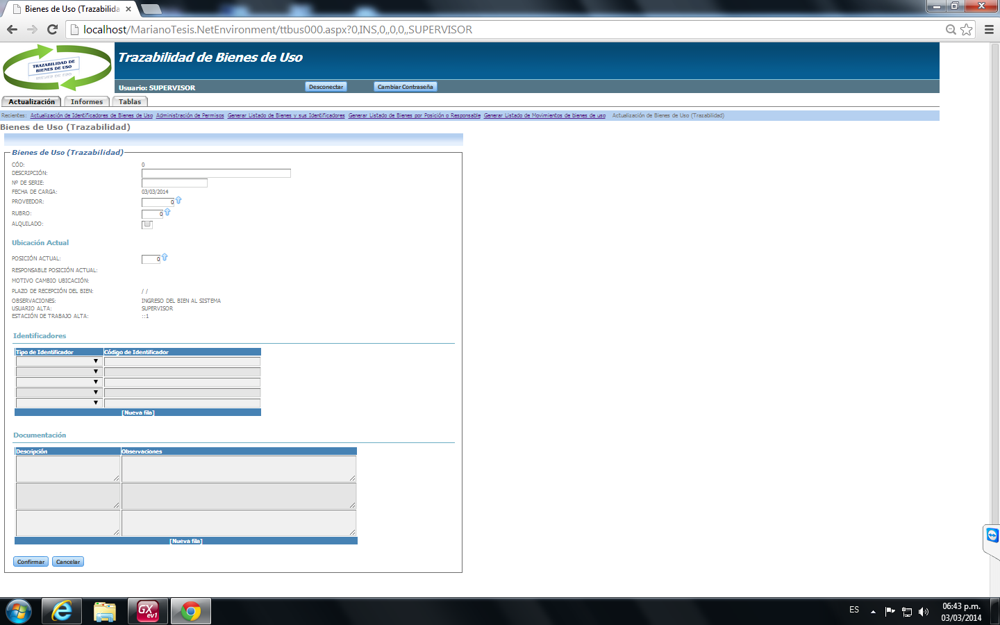 Bienes de Uso (Trazabilida
localhost/MarianoTesis.NetEnvironment/ttbus000.aspx?0,INS,0,,0,0,,SUPERVISOR
TRAZABILIDAD DE
BIENES DE USO
Trazabilidad de Bienes de Uso
Usuario: SUPERVISOR
Desconectar
Cambiar Contraseña
Actualización
Informes
Tablas
Recientes: Actualización de Identificadores de Bienes de Uso Administración de Permisos Generar Listado de Bienes y sus Identificadores Generar Listado de Bienes por Posición o Responsable Generar Listado de Movimientos de bienes de uso Actualización de Bienes de Uso (Trazabilidad)
Bienes de Uso (Trazabilidad)
Bienes de Uso (Trazabilidad)
CÓD: 0
DESCRIPCIÓN:
Nº DE SERIE:
FECHA DE CARGA: 03/03/2014
PROVEEDOR: 0
RUBRO: 0
ALQUILADO:
Ubicación Actual
POSICIÓN ACTUAL: 0
RESPONSABLE POSICIÓN ACTUAL:
MOTIVO CAMBIO UBICACIÓN:
PLAZO DE RECEPCIÓN DEL BIEN: / /
OBSERVACIONES: INGRESO DEL BIEN AL SISTEMA
USUARIO ALTA: SUPERVISOR
ESTACIÓN DE TRABAJO ALTA: ::1
Identificadores
Tipo de Identificador Código de Identificador
[Nueva fila]
Documentación
Descripción Observaciones
[Nueva fila]
Confirmar Cancelar
GX
ev1
ES
06:43 p.m.
03/03/2014